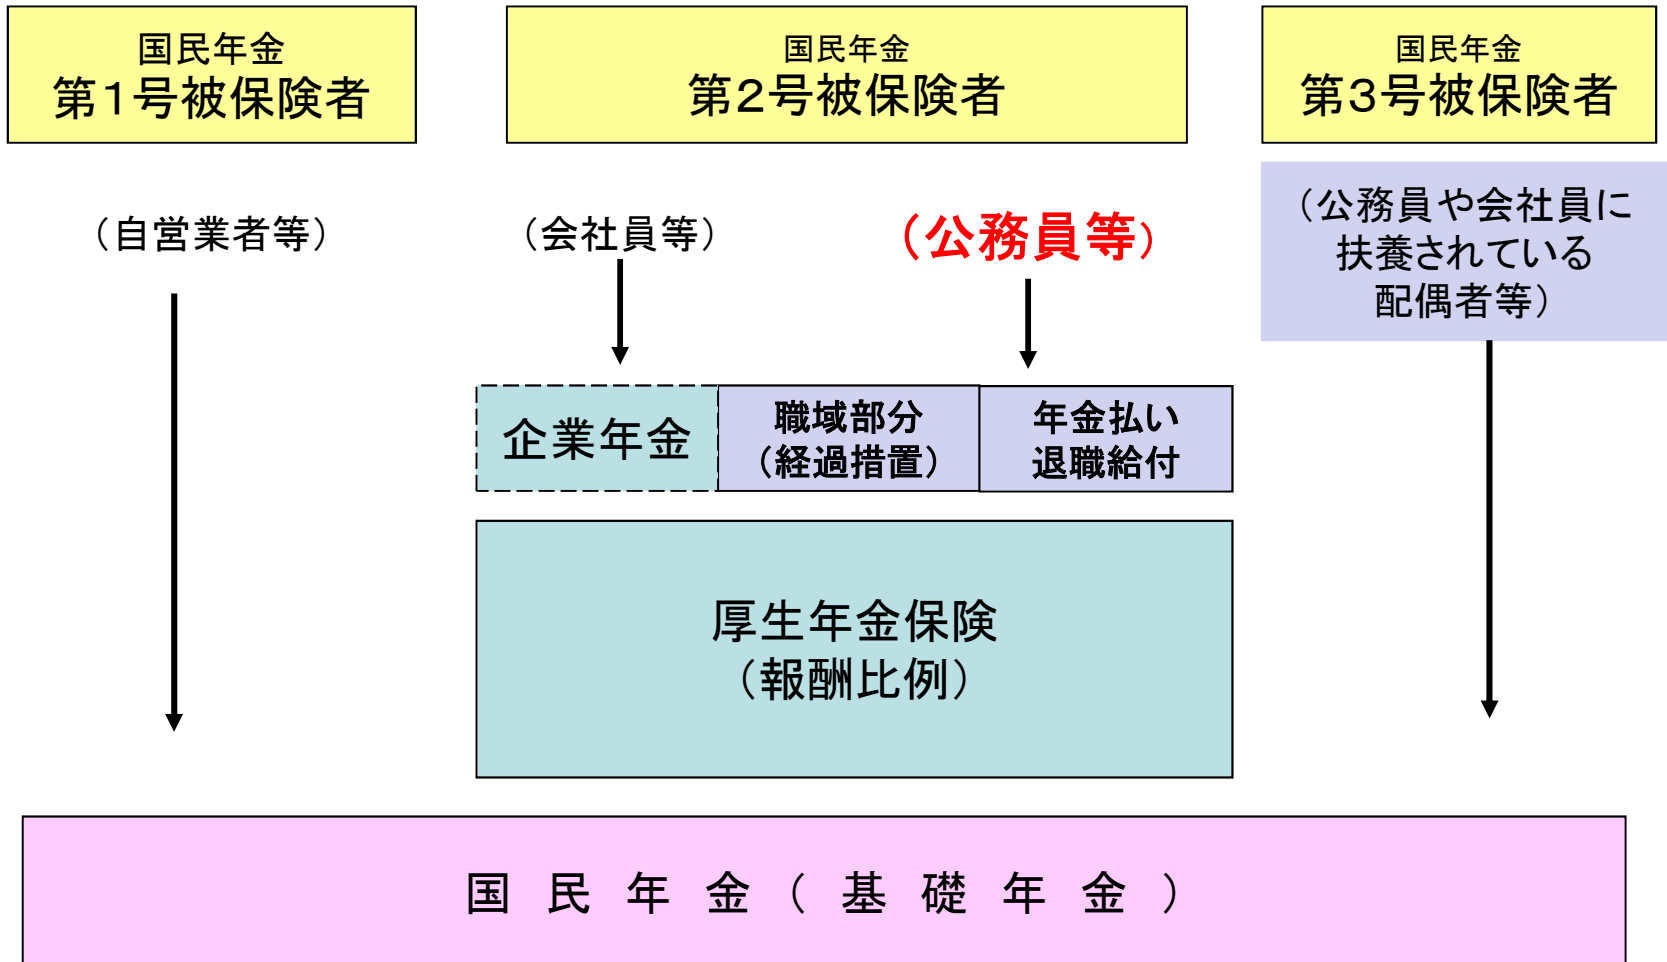 国民年金
第1号被保険者
国民年金
第2号被保険者
国民年金
第3号被保険者
（自営業者等）
（会社員等）
（公務員等）
（公務員や会社員に
扶養されている
配偶者等）
企業年金
職域部分
（経過措置）
年金払い
退職給付
厚生年金保険
（報酬比例）
国民年金（基礎年金）